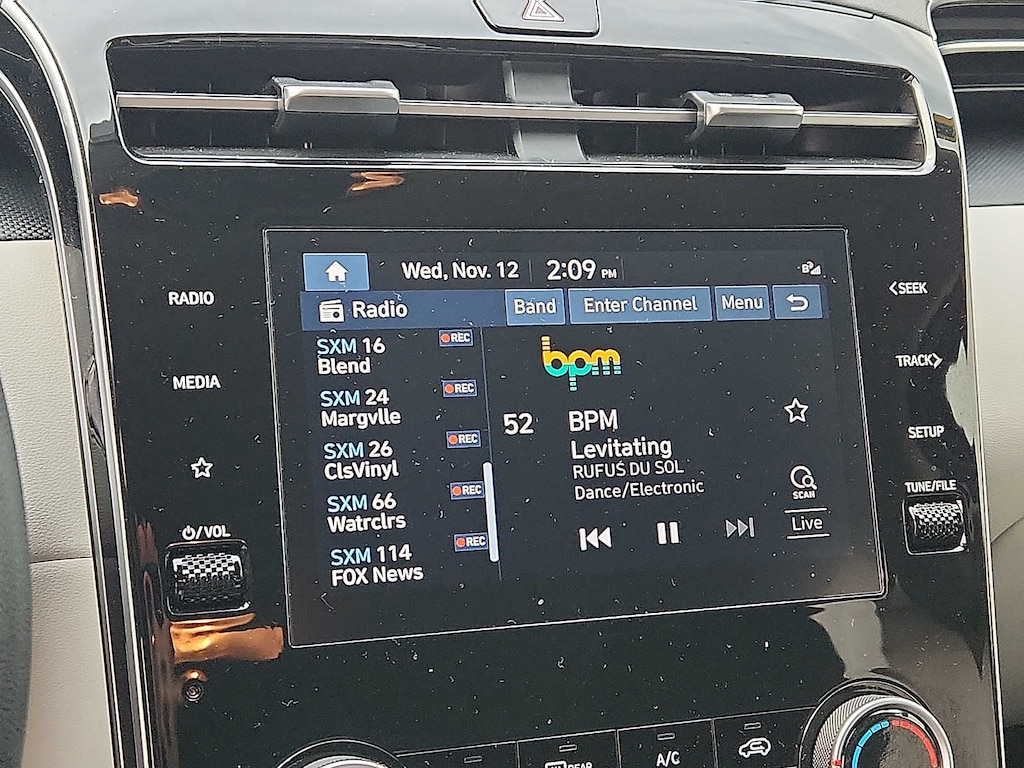 Wed, Nov. 12 2:09 PM
Radio Band Enter Channel Menu
SXM 16 REC
Blend
SXM 24 REC
Margvlle
SXM 26 REC
ClsVinyl
SXM 66 REC
Watrclrs
SXM 114 REC
FOX News
bpm
52 BPM
Levitating
RUFUS DU SOL
Dance/Electronic
SCAN
Live
RADIO
MEDIA
VOL
SEEK
TRACK
SETUP
TUNE/FILE
REAR
A/C